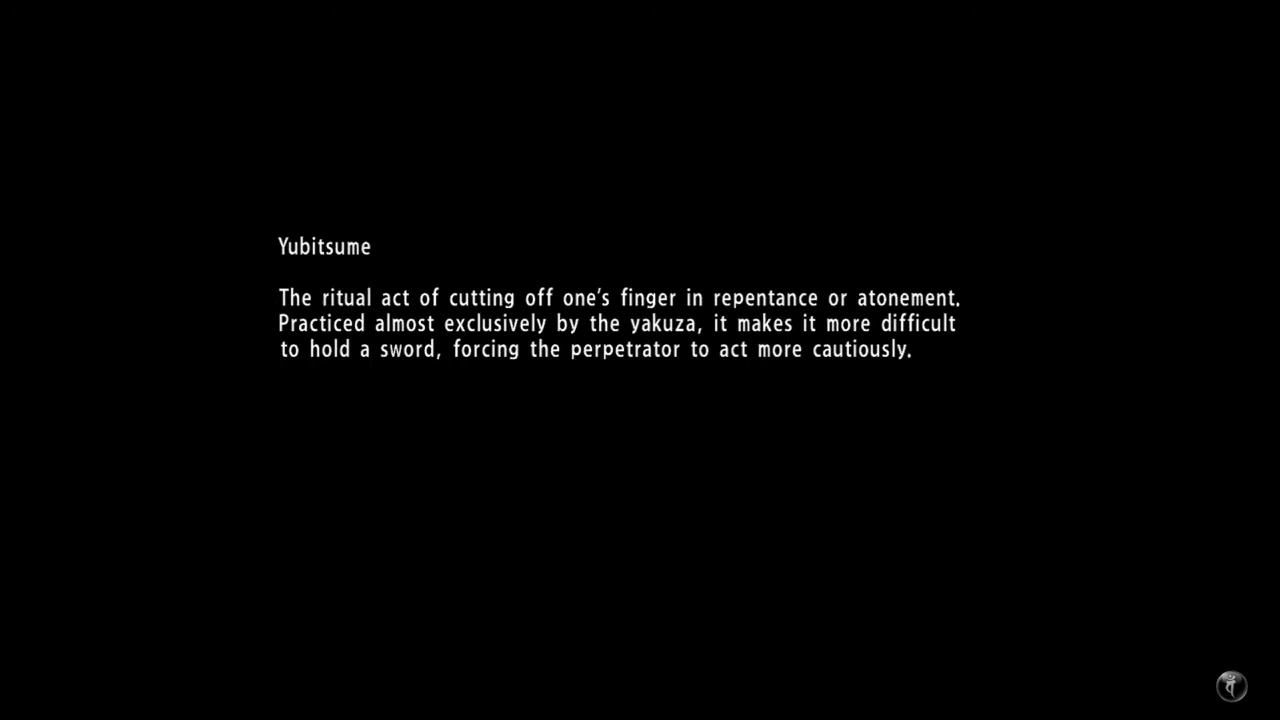 Yubitsume
The ritual act of cutting off one's finger in repentance or atonement.
Practiced almost exclusively by the yakuza, it makes it more difficult
to hold a sword, forcing the perpetrator to act more cautiously.